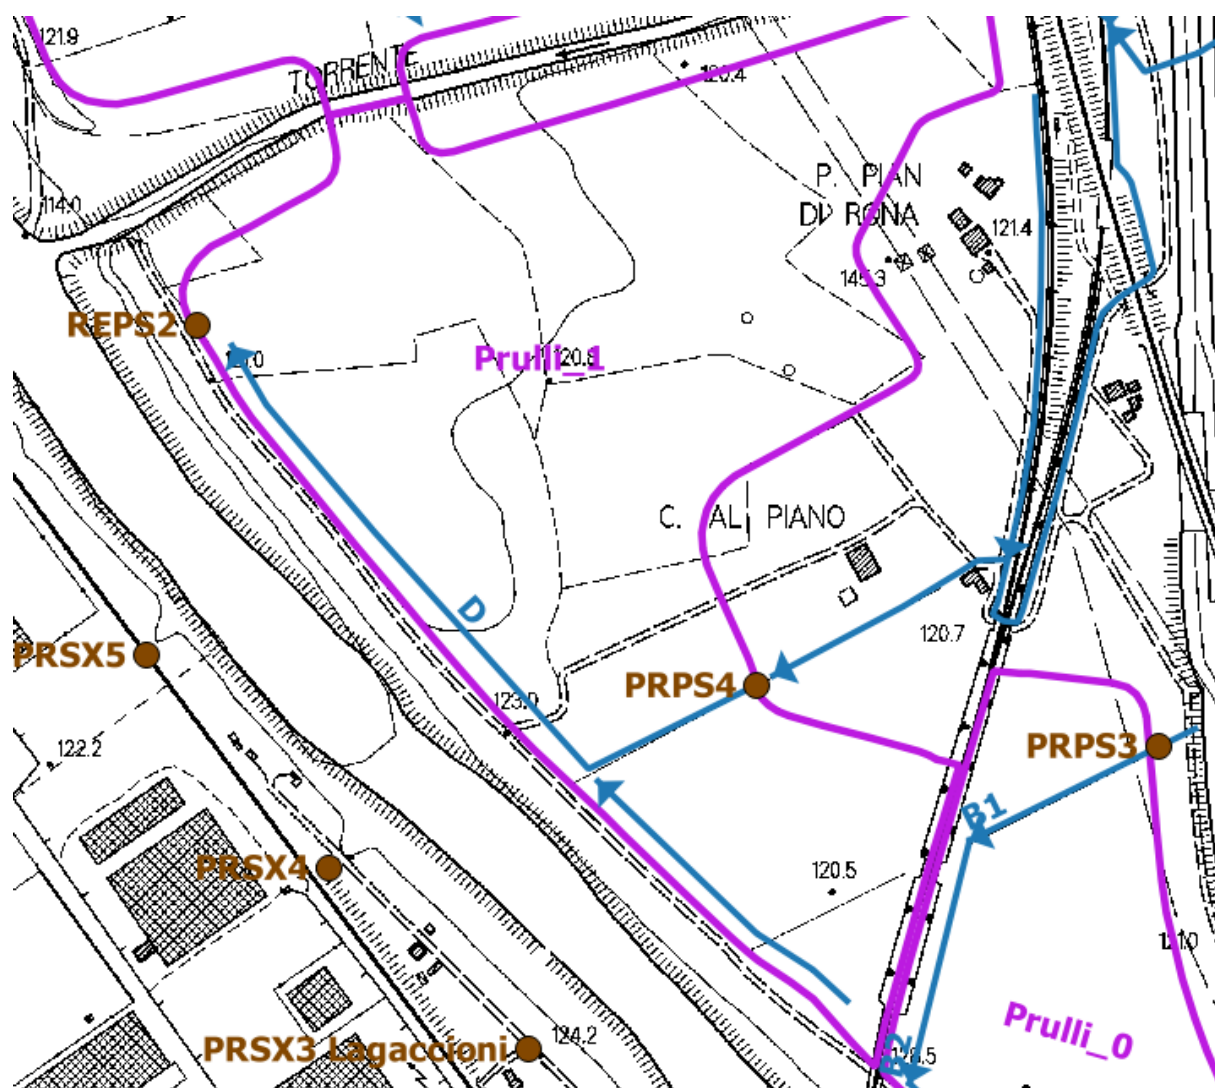 121.9
TORRENTE
120.4
P. PIAN
DI RONA
114.0
121.4
145.3
REPS2
Prulli_1
120.8
C. AL PIANO
D
120.7
PRSX5
PRPS4
123.0
122.2
PRPS3
B1
120.5
PRSX4
121.0
Prulli_0
PRSX3 Lagaccioni
124.2
B2